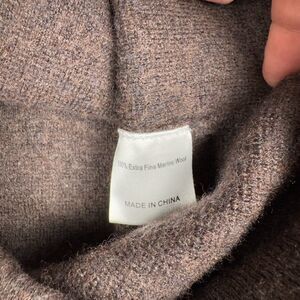 100% Extra Fine Merino Wool
MADE IN CHINA